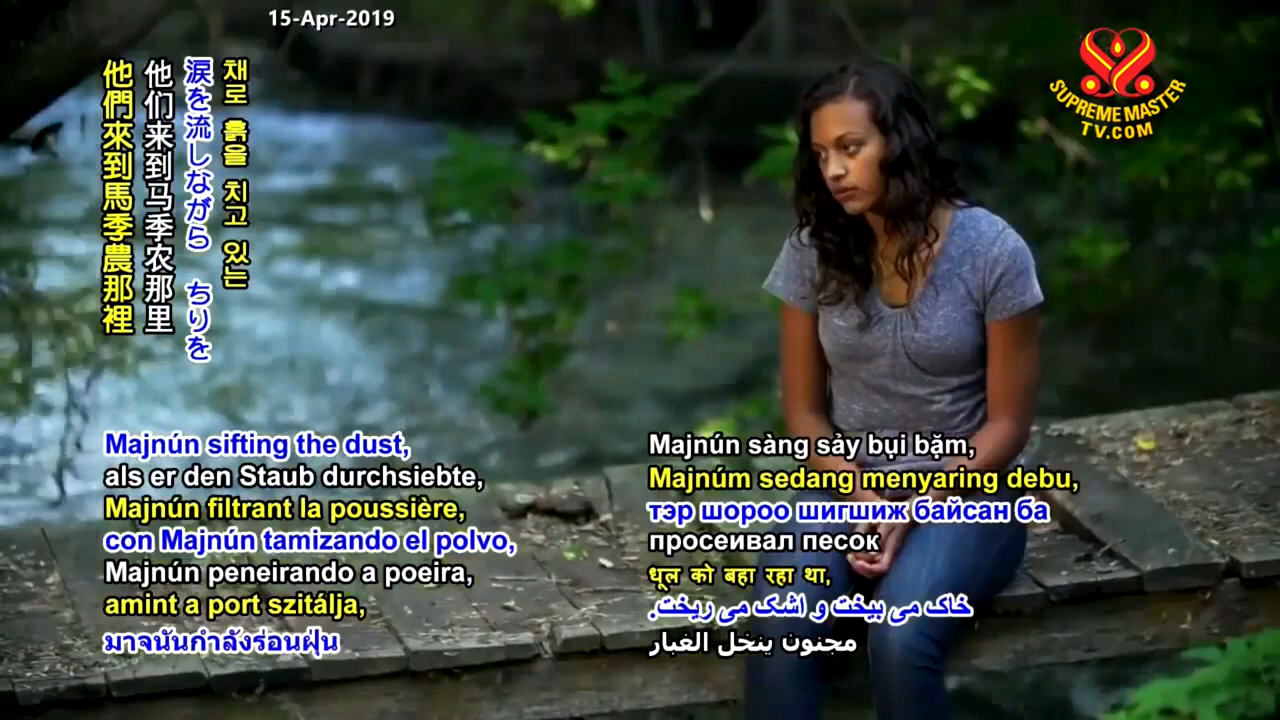 15-Apr-2019
SUPREME MASTER
TV.COM
채로 흙을 치고 있는
涙を流しながら ちりを
他们来到马季农那里
他們來到馬季農那裡
Majnún sifting the dust,
als er den Staub durchsiebte,
Majnún filtrant la poussière,
con Majnún tamizando el polvo,
Majnún peneirando a poeira,
amint a port szitálja,
มาจนันกำลังร่อนฝุ่น
Majnún sàng sảy bụi bặm,
Majnúm sedang menyaring debu,
тэр шороо шигшиж байсан ба
просеивал песок
धूल को बहा रहा था,
خاک می بیخت و اشک می ریخت.
مجنون ينخل الغبار